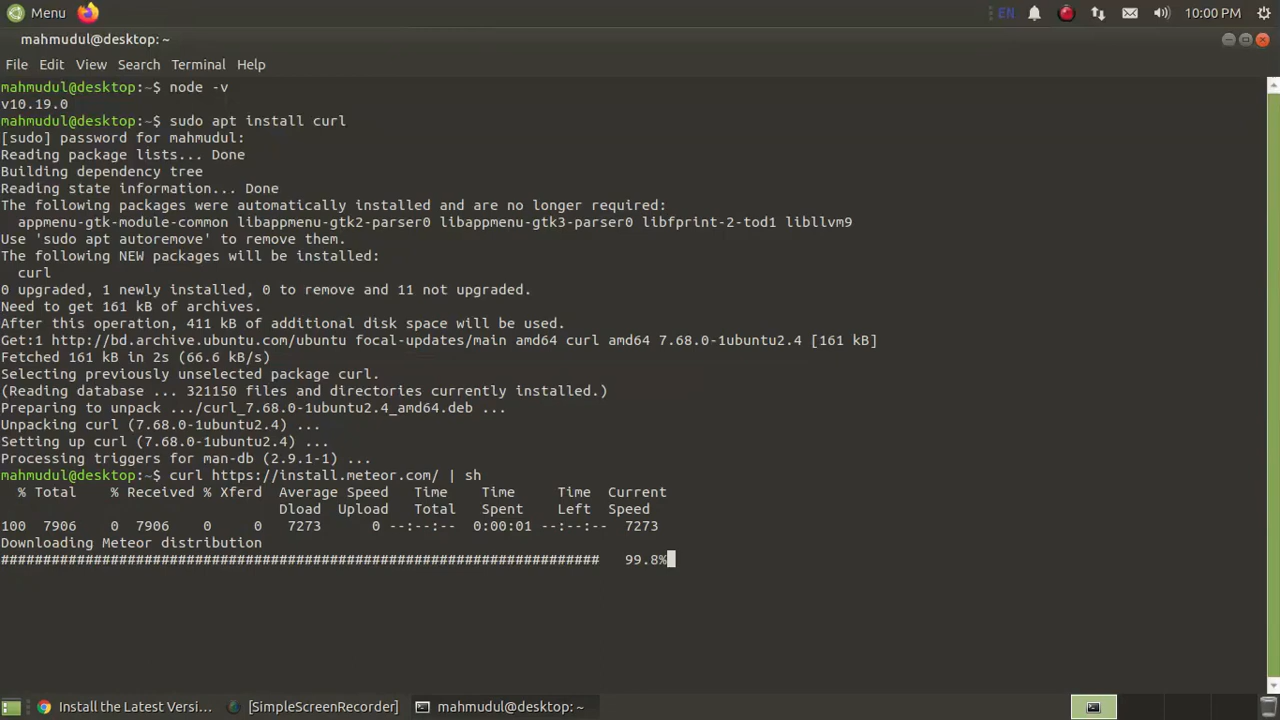 Menu
EN
10:00 PM
mahmudul@desktop: ~
File Edit View Search Terminal Help
mahmudul@desktop:~$ node -v
v10.19.0
mahmudul@desktop:~$ sudo apt install curl
[sudo] password for mahmudul:
Reading package lists... Done
Building dependency tree
Reading state information... Done
The following packages were automatically installed and are no longer required:
  appmenu-gtk-module-common libappmenu-gtk2-parser0 libappmenu-gtk3-parser0 libfprint-2-tod1 libllvm9
Use 'sudo apt autoremove' to remove them.
The following NEW packages will be installed:
  curl
0 upgraded, 1 newly installed, 0 to remove and 11 not upgraded.
Need to get 161 kB of archives.
After this operation, 411 kB of additional disk space will be used.
Get:1 http://bd.archive.ubuntu.com/ubuntu focal-updates/main amd64 curl amd64 7.68.0-1ubuntu2.4 [161 kB]
Fetched 161 kB in 2s (66.6 kB/s)
Selecting previously unselected package curl.
(Reading database ... 321150 files and directories currently installed.)
Preparing to unpack .../curl_7.68.0-1ubuntu2.4_amd64.deb ...
Unpacking curl (7.68.0-1ubuntu2.4) ...
Setting up curl (7.68.0-1ubuntu2.4) ...
Processing triggers for man-db (2.9.1-1) ...
mahmudul@desktop:~$ curl https://install.meteor.com/ | sh
  % Total    % Received % Xferd  Average Speed   Time    Time     Time  Current
                                 Dload  Upload   Total   Spent    Left  Speed
100  7906    0  7906    0     0   7273      0 --:--:--  0:00:01 --:--:--  7273
Downloading Meteor distribution
####################################################################### 99.8%
Install the Latest Versi...
[SimpleScreenRecorder]
mahmudul@desktop: ~